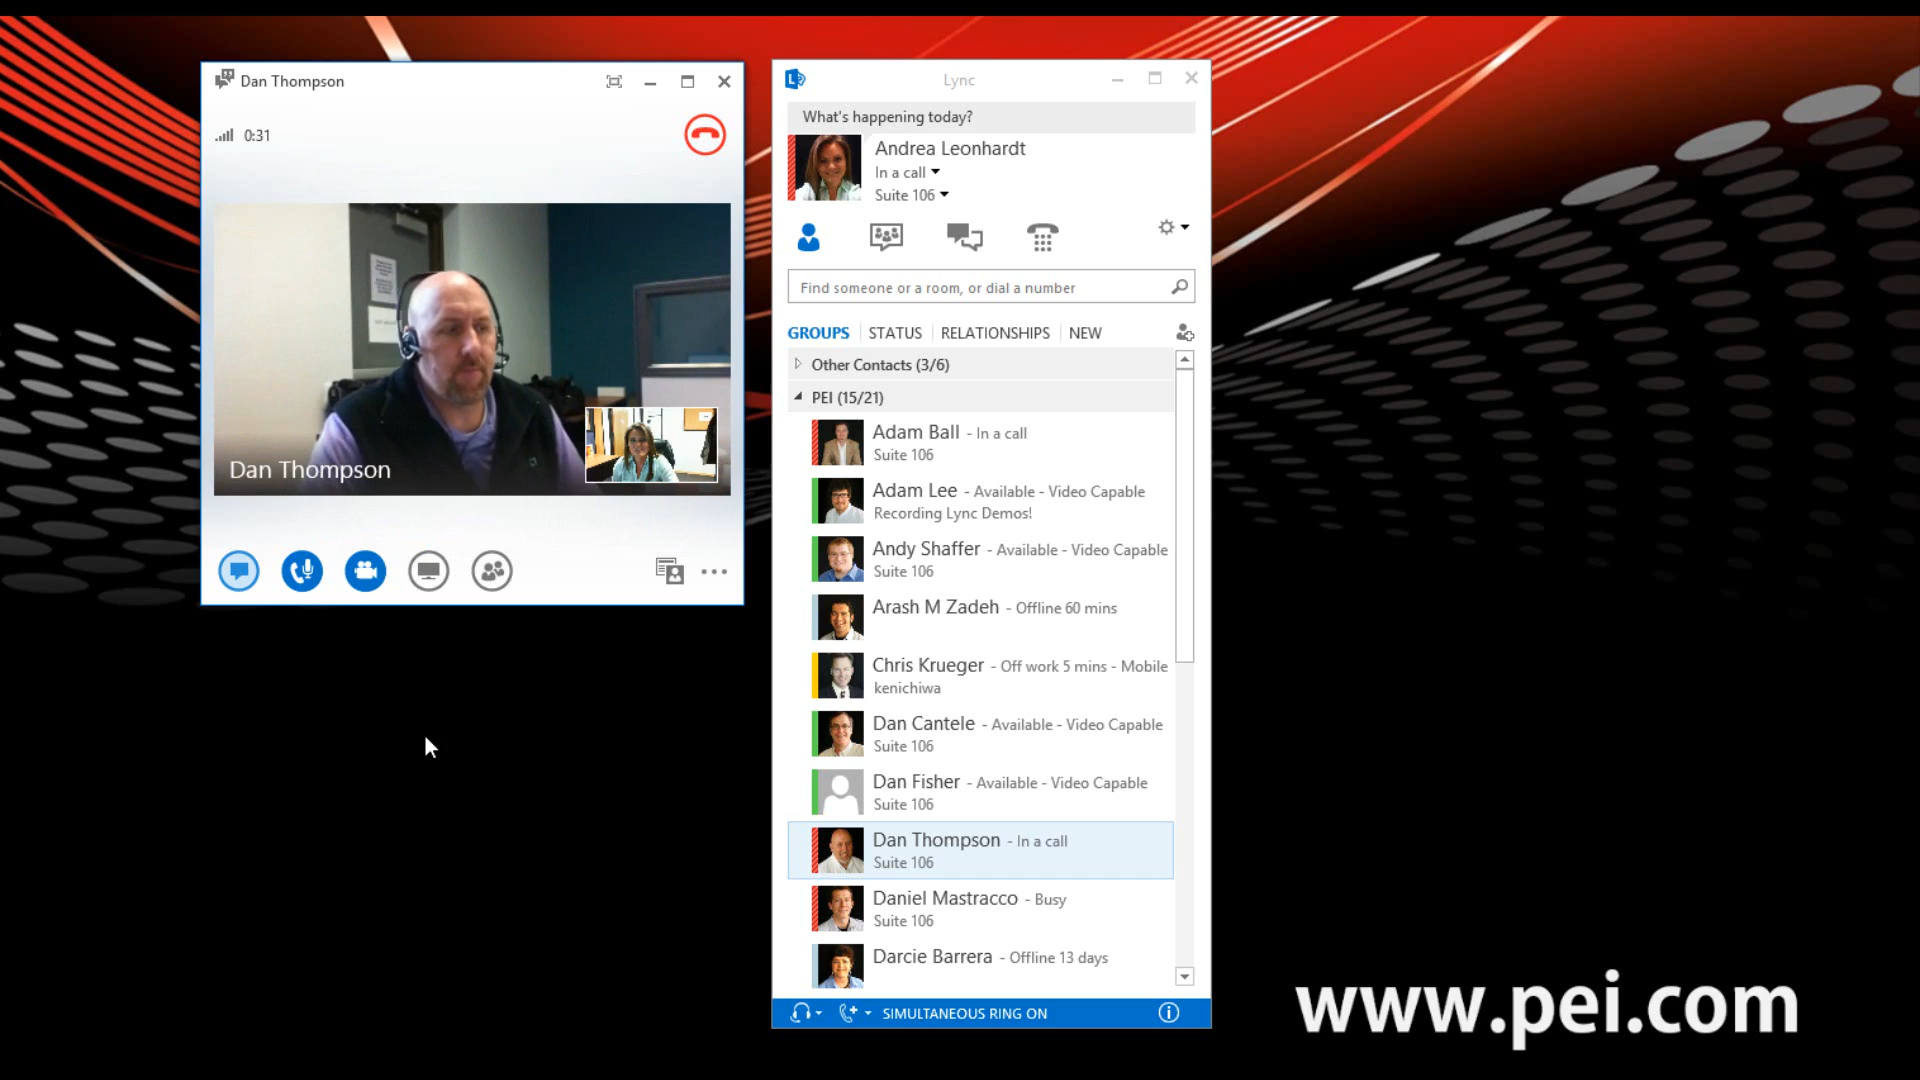 Dan Thompson
0:31
Dan Thompson
Lync
What's happening today?
Andrea Leonhardt
In a call
Suite 106
Find someone or a room, or dial a number
GROUPS STATUS RELATIONSHIPS NEW
Other Contacts (3/6)
PEI (15/21)
Adam Ball - In a call
Suite 106
Adam Lee - Available - Video Capable
Recording Lync Demos!
Andy Shaffer - Available - Video Capable
Suite 106
Arash M Zadeh - Offline 60 mins
Chris Krueger - Off work 5 mins - Mobile
kenichiwa
Dan Cantele - Available - Video Capable
Suite 106
Dan Fisher - Available - Video Capable
Suite 106
Dan Thompson - In a call
Suite 106
Daniel Mastracco - Busy
Suite 106
Darcie Barrera - Offline 13 days
SIMULTANEOUS RING ON
www.pei.com